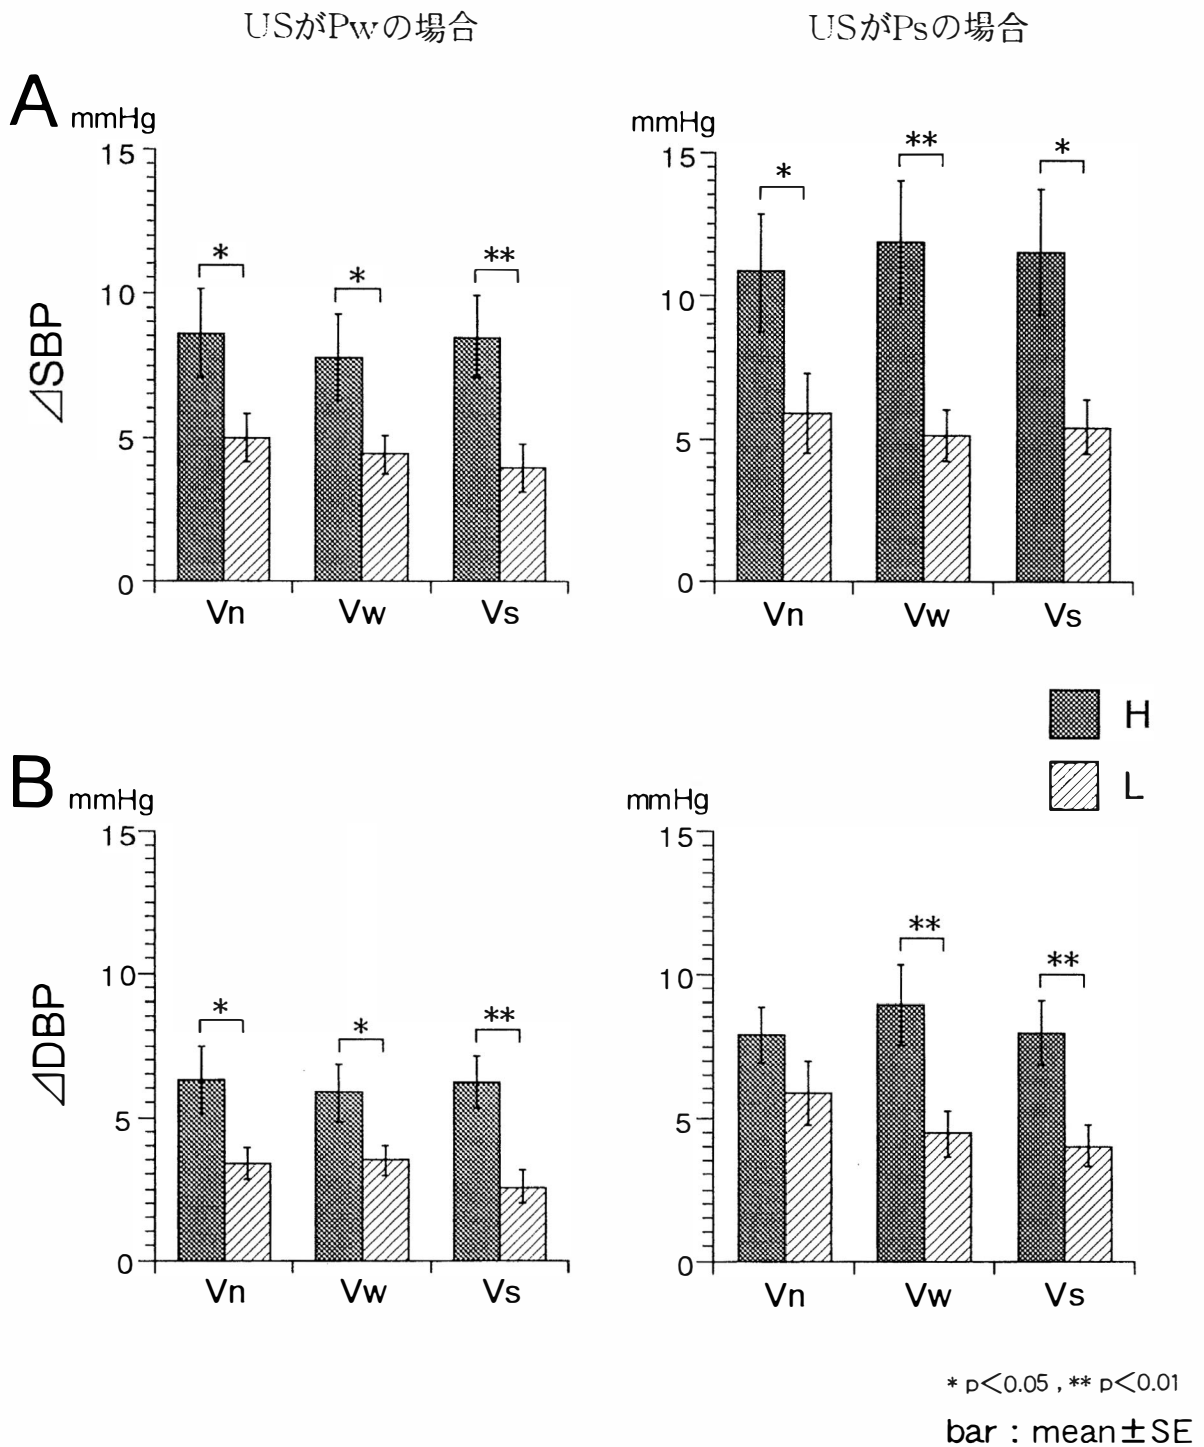 USがPwの場合
USがPsの場合
A
mmHg
15
10
5
0
⊿SBP
*
*
**
Vn
Vw
Vs
mmHg
15
10
5
0
*
**
*
Vn
Vw
Vs
H
L
B
mmHg
15
10
5
0
⊿DBP
*
*
**
Vn
Vw
Vs
mmHg
15
10
5
0
**
**
Vn
Vw
Vs
* p<0.05 , ** p<0.01
bar : mean±SE